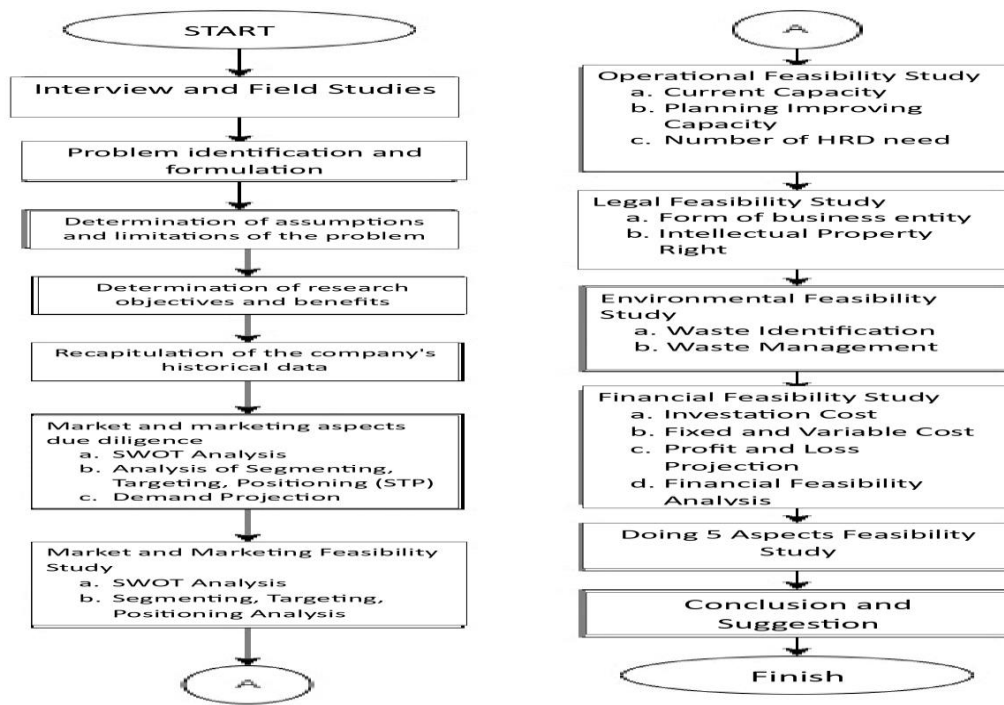 START
Interview and Field Studies
Problem identification and
formulation
Determination of assumptions
and limitations of the problem
Determination of research
objectives and benefits
Recapitulation of the company's
historical data
Market and marketing aspects
due diligence
a. SWOT Analysis
b. Analysis of Segmenting,
Targeting, Positioning (STP)
c. Demand Projection
Market and Marketing Feasibility
Study
a. SWOT Analysis
b. Segmenting, Targeting,
Positioning Analysis
A
A
Operational Feasibility Study
a. Current Capacity
b. Planning Improving
Capacity
c. Number of HRD need
Legal Feasibility Study
a. Form of business entity
b. Intellectual Property
Right
Environmental Feasibility
Study
a. Waste Identification
b. Waste Management
Financial Feasibility Study
a. Investation Cost
b. Fixed and Variable Cost
c. Profit and Loss
Projection
d. Financial Feasibility
Analysis
Doing 5 Aspects Feasibility
Study
Conclusion and
Suggestion
Finish